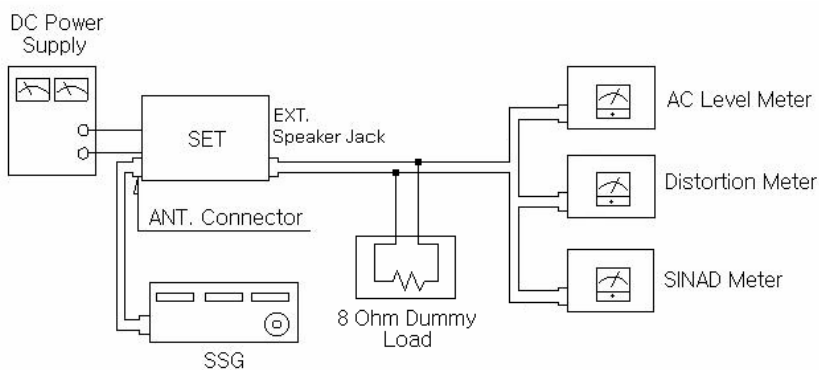 DC Power
Supply
SET
EXT.
Speaker Jack
ANT. Connector
SSG
8 Ohm Dummy
Load
AC Level Meter
Distortion Meter
SINAD Meter